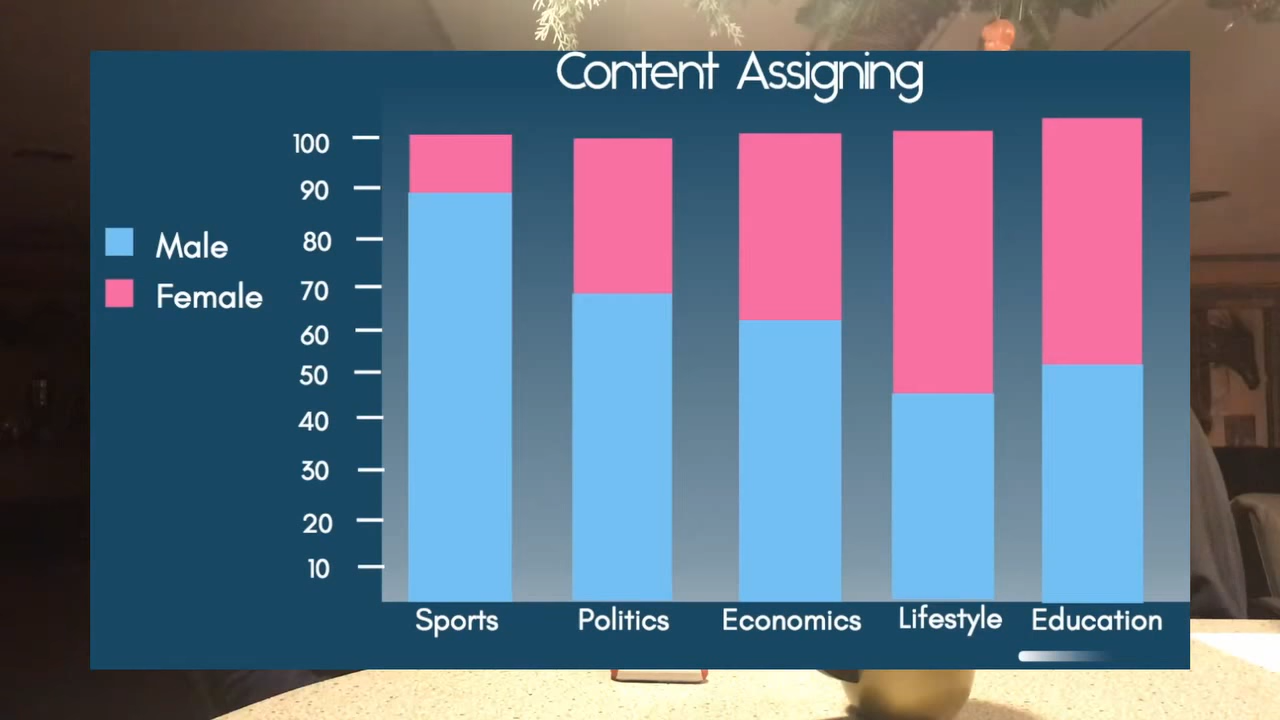 Content Assigning
100
90
80
70
60
50
40
30
20
10
Male
Female
Sports
Politics
Economics
Lifestyle
Education